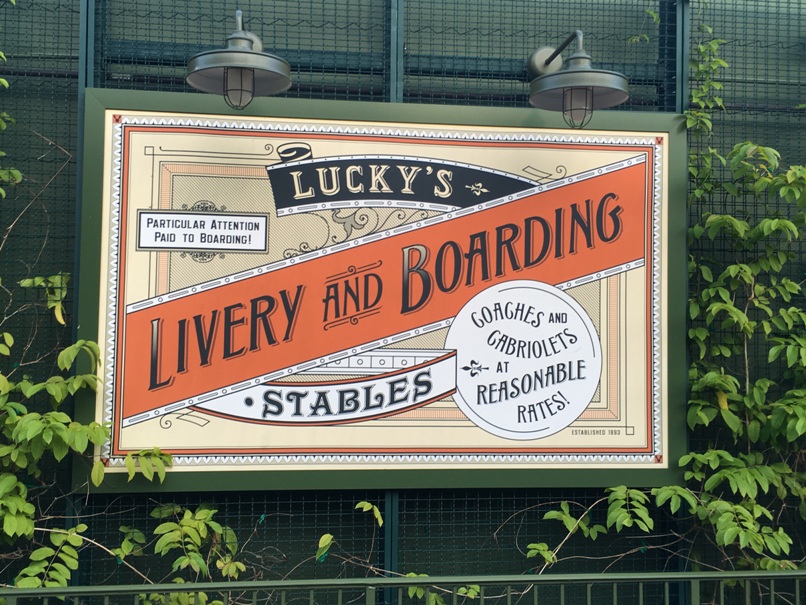 LUCKY'S
PARTICULAR ATTENTION
PAID TO BOARDING!
LIVERY AND BOARDING
STABLES
COACHES AND
CABRIOLETS
AT
REASONABLE
RATES!
ESTABLISHED 1893